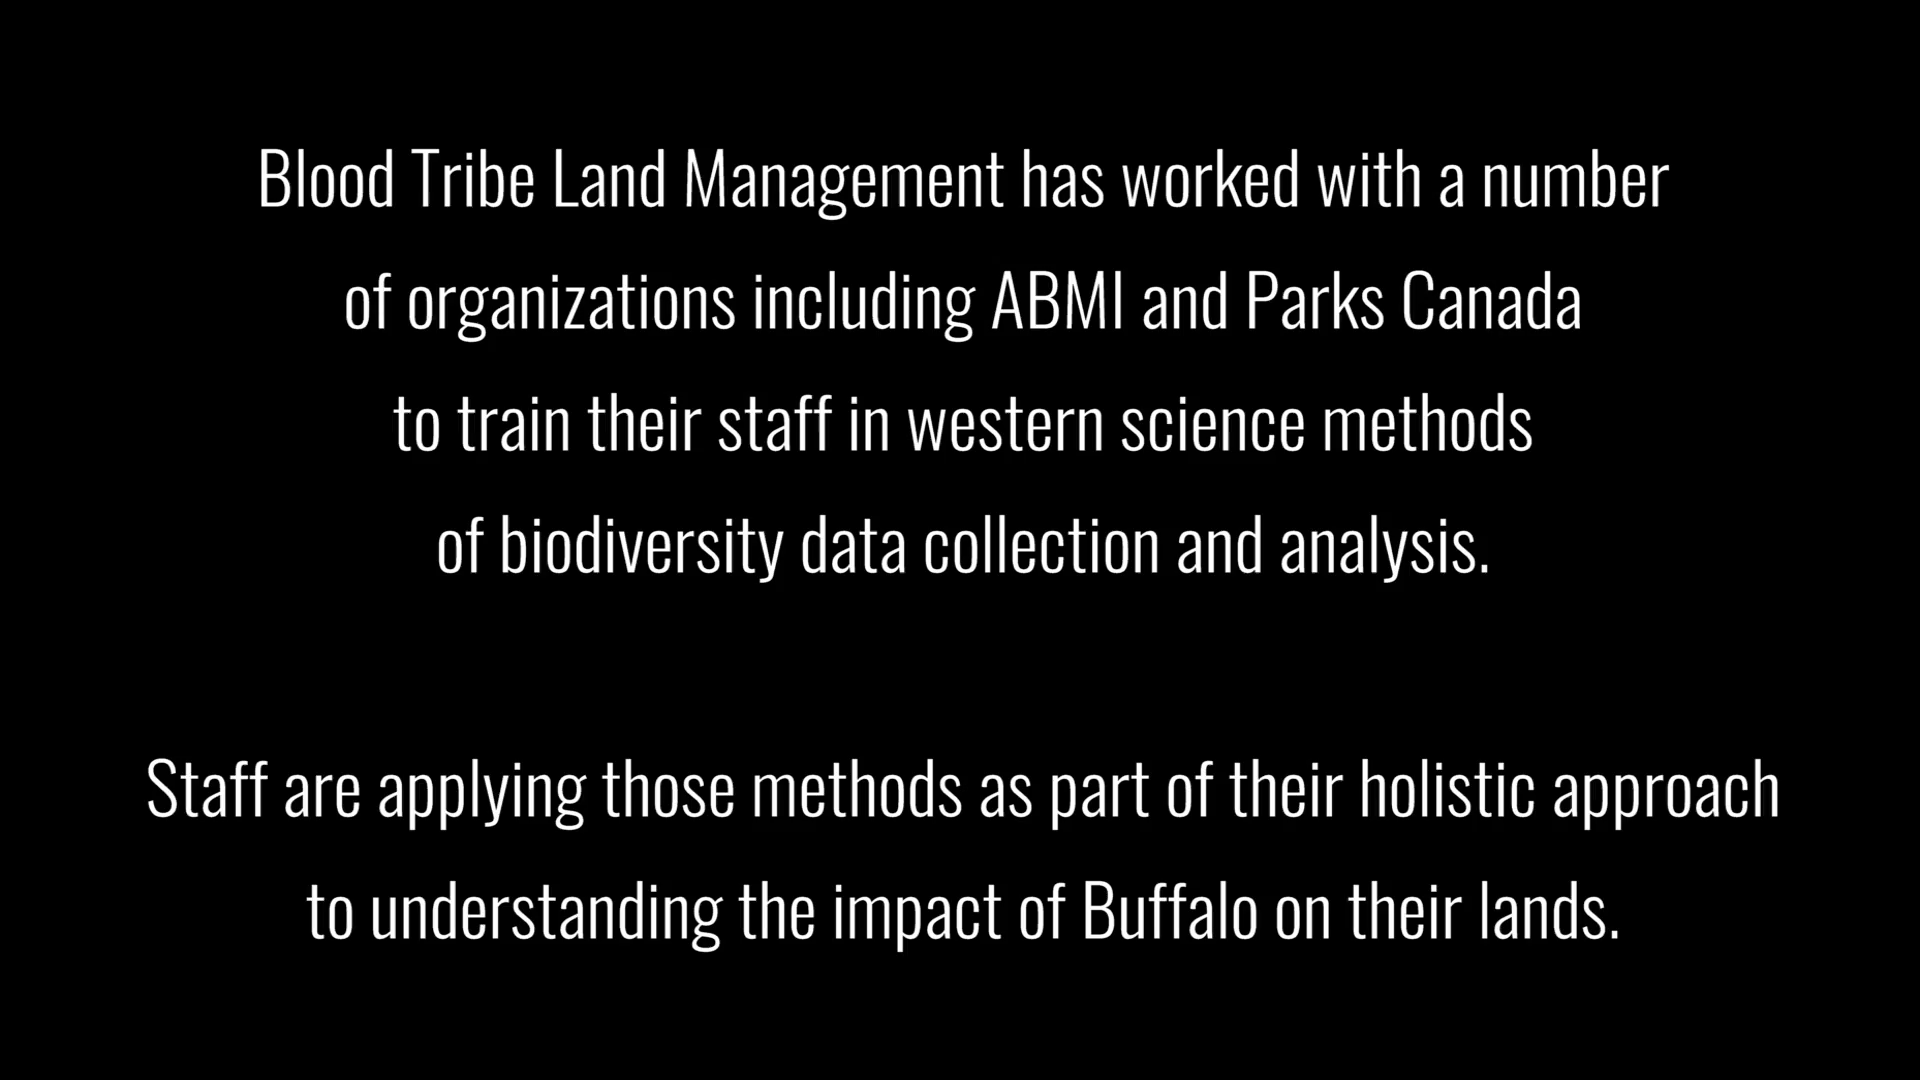 Blood Tribe Land Management has worked with a number
of organizations including ABMI and Parks Canada
to train their staff in western science methods
of biodiversity data collection and analysis.
Staff are applying those methods as part of their holistic approach
to understanding the impact of Buffalo on their lands.